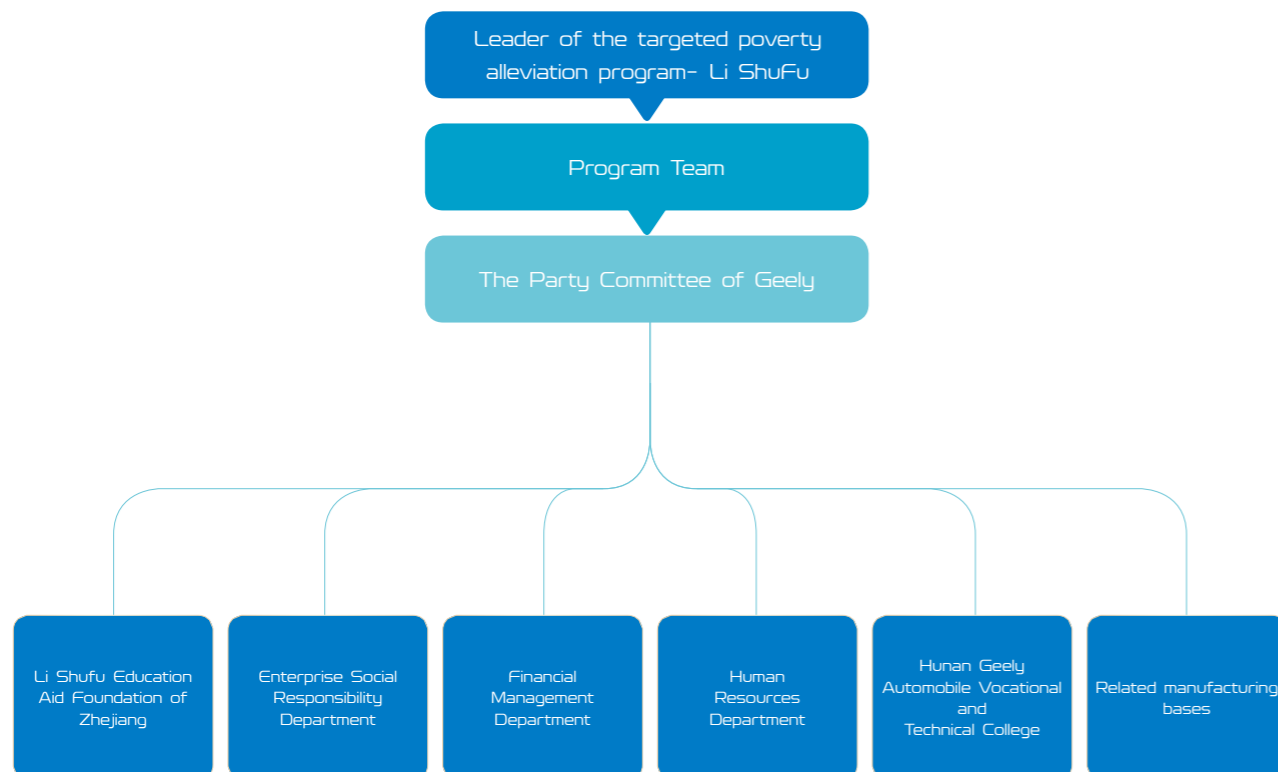 Leader of the targeted poverty
alleviation program- Li ShuFu
Program Team
The Party Committee of Geely
Li Shufu Education
Aid Foundation of
Zhejiang
Enterprise Social
Responsibility
Department
Financial
Management
Department
Human
Resources
Department
Hunan Geely
Automobile Vocational
and
Technical College
Related manufacturing
bases